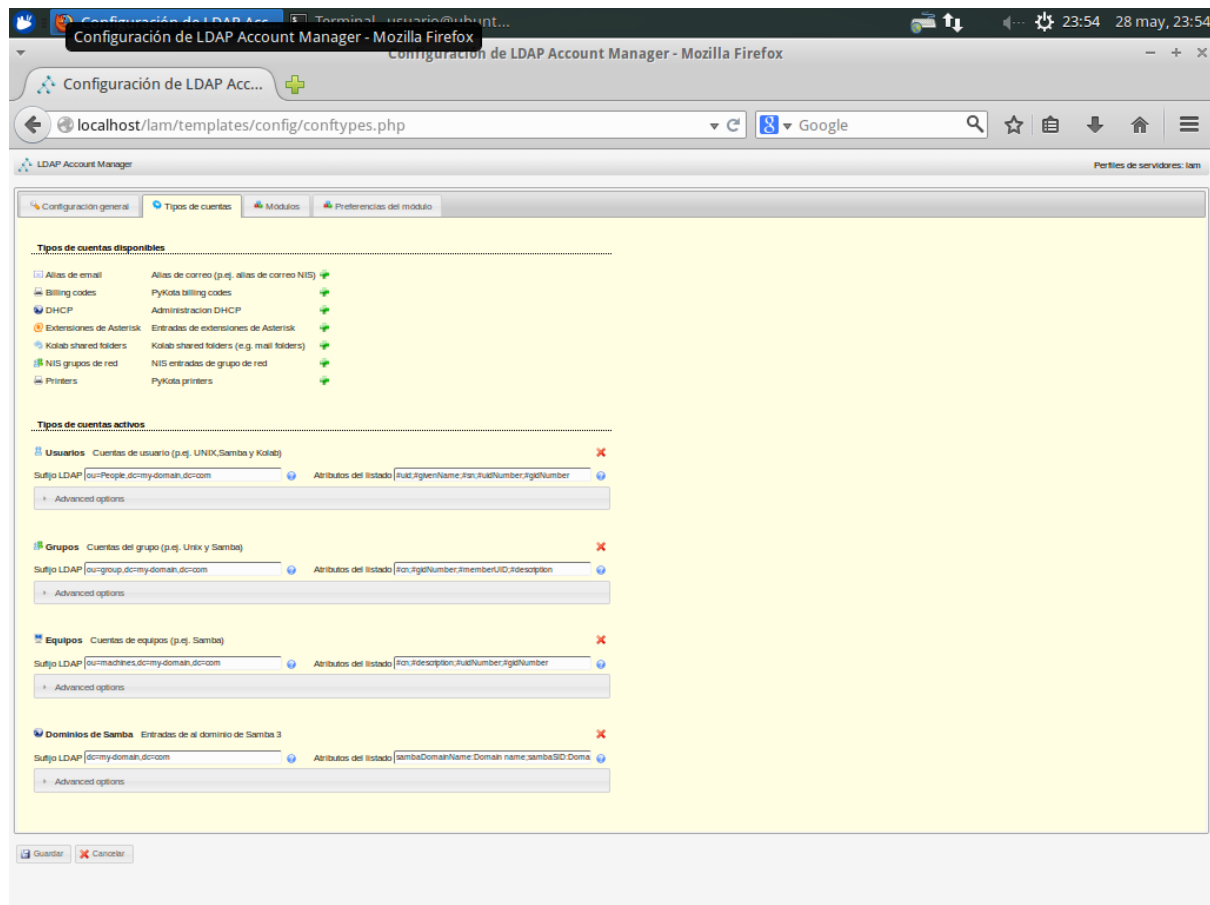 Configuración de LDAP Acc...
Terminal - usuario@ubunt...
23:54 28 may, 23:54
Configuración de LDAP Account Manager - Mozilla Firefox
Configuración de LDAP Account Manager - Mozilla Firefox
Configuración de LDAP Acc...
localhost/lam/templates/config/conftypes.php
Google
LDAP Account Manager
Perfiles de servidores: lam
Configuración general Tipos de cuentas Módulos Preferencias del módulo
Tipos de cuentas disponibles
Alias de email Alias de correo (p.ej. alias de correo NIS)
Billing codes PyKota billing codes
DHCP Administracion DHCP
Extensiones de Asterisk Entradas de extensiones de Asterisk
Kolab shared folders Kolab shared folders (e.g. mail folders)
NIS grupos de red NIS entradas de grupo de red
Printers PyKota printers
Tipos de cuentas activos
Usuarios Cuentas de usuario (p.ej. UNIX,Samba y Kolab)
Sufijo LDAP ou=People,dc=my-domain,dc=com Atributos del listado #uid;#givenName;#sn;#uidNumber;#gidNumber
Advanced options
Grupos Cuentas del grupo (p.ej. Unix y Samba)
Sufijo LDAP ou=group,dc=my-domain,dc=com Atributos del listado #cn;#gidNumber;#memberUID;#description
Advanced options
Equipos Cuentas de equipos (p.ej. Samba)
Sufijo LDAP ou=machines,dc=my-domain,dc=com Atributos del listado #cn;#description;#uidNumber;#gidNumber
Advanced options
Dominios de Samba Entradas de al dominio de Samba 3
Sufijo LDAP dc=my-domain,dc=com Atributos del listado sambaDomainName:Domain name;sambaSID:Doma
Advanced options
Guardar Cancelar